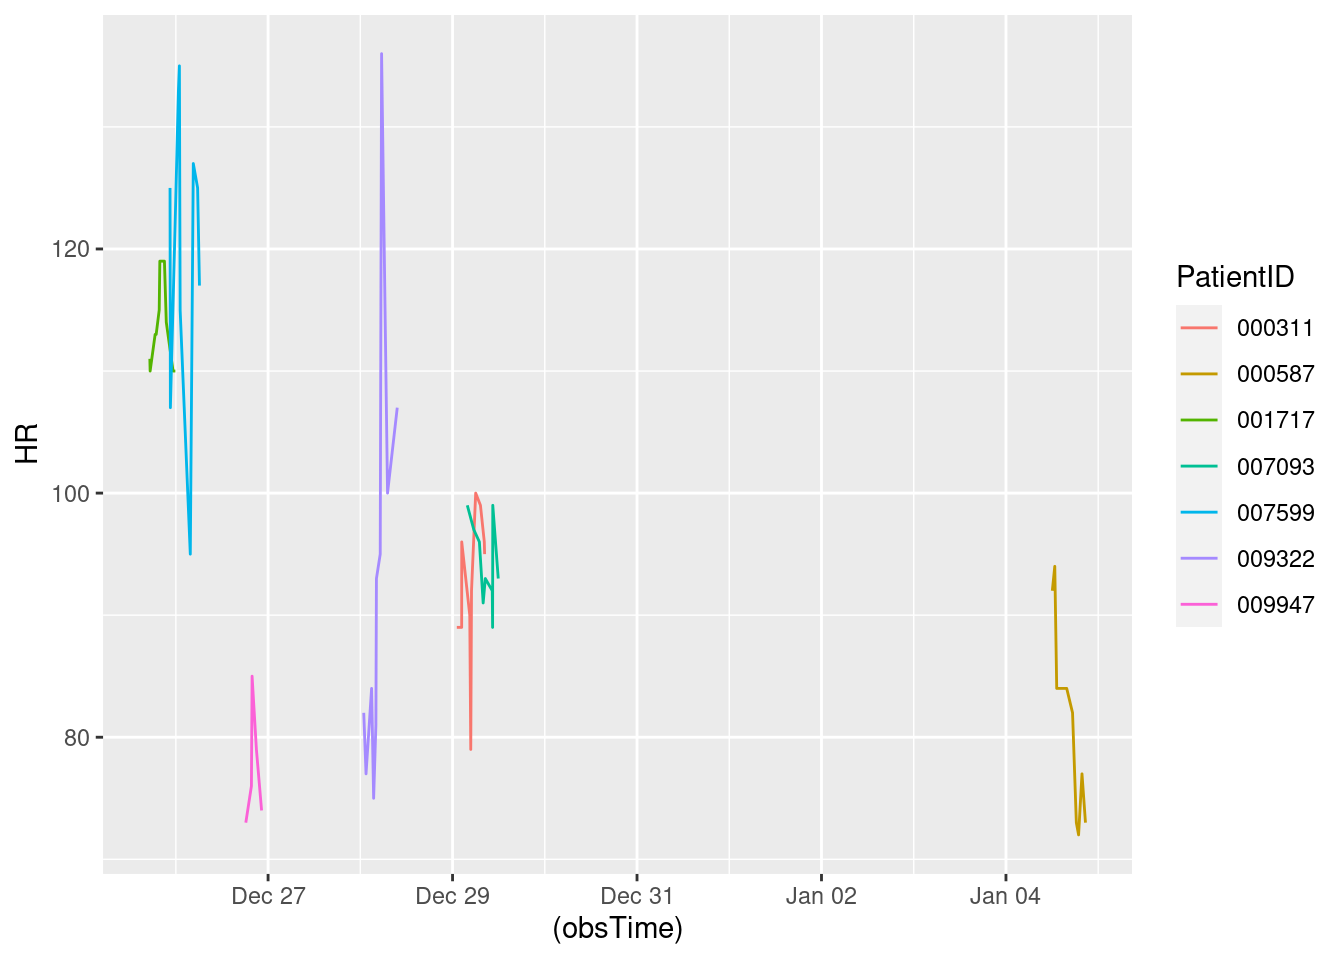 120
100
80
HR
Dec 27
Dec 29
Dec 31
Jan 02
Jan 04
(obsTime)
PatientID
000311
000587
001717
007093
007599
009322
009947